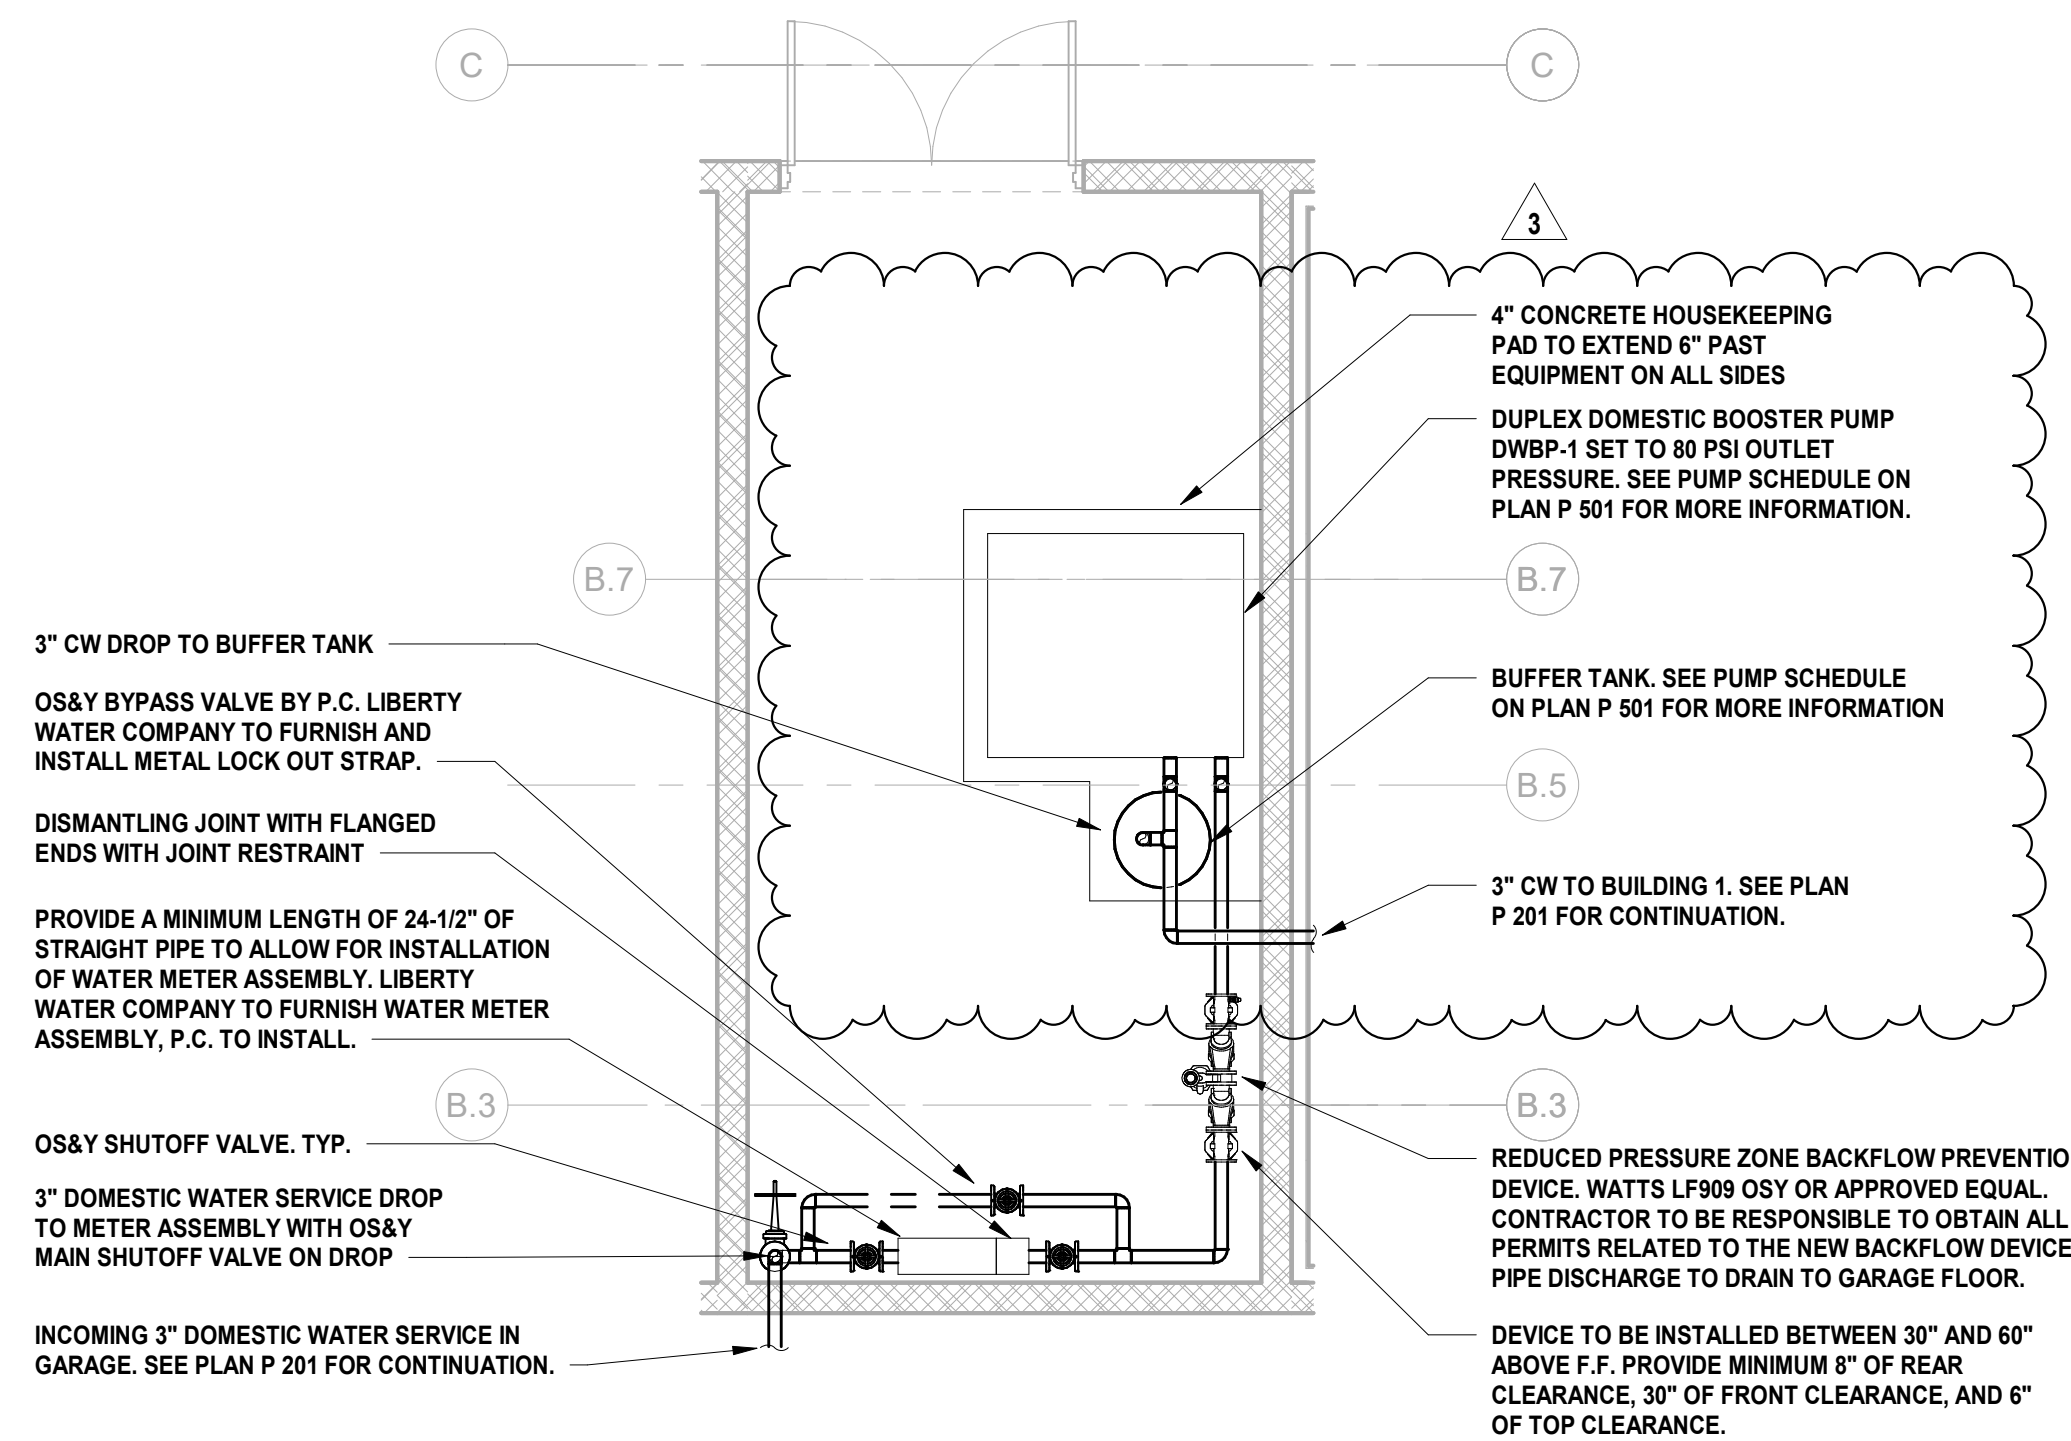 C
C
3
4" CONCRETE HOUSEKEEPING
PAD TO EXTEND 6" PAST
EQUIPMENT ON ALL SIDES
DUPLEX DOMESTIC BOOSTER PUMP
DWBP-1 SET TO 80 PSI OUTLET
PRESSURE. SEE PUMP SCHEDULE ON
PLAN P 501 FOR MORE INFORMATION.
B.7
B.7
3" CW DROP TO BUFFER TANK
OS&Y BYPASS VALVE BY P.C. LIBERTY
WATER COMPANY TO FURNISH AND
INSTALL METAL LOCK OUT STRAP.
BUFFER TANK. SEE PUMP SCHEDULE
ON PLAN P 501 FOR MORE INFORMATION
B.5
DISMANTLING JOINT WITH FLANGED
ENDS WITH JOINT RESTRAINT
3" CW TO BUILDING 1. SEE PLAN
P 201 FOR CONTINUATION.
PROVIDE A MINIMUM LENGTH OF 24-1/2" OF
STRAIGHT PIPE TO ALLOW FOR INSTALLATION
OF WATER METER ASSEMBLY. LIBERTY
WATER COMPANY TO FURNISH WATER METER
ASSEMBLY, P.C. TO INSTALL.
B.3
B.3
OS&Y SHUTOFF VALVE. TYP.
3" DOMESTIC WATER SERVICE DROP
TO METER ASSEMBLY WITH OS&Y
MAIN SHUTOFF VALVE ON DROP
REDUCED PRESSURE ZONE BACKFLOW PREVENTIO
DEVICE. WATTS LF909 OSY OR APPROVED EQUAL.
CONTRACTOR TO BE RESPONSIBLE TO OBTAIN ALL
PERMITS RELATED TO THE NEW BACKFLOW DEVICE
PIPE DISCHARGE TO DRAIN TO GARAGE FLOOR.
INCOMING 3" DOMESTIC WATER SERVICE IN
GARAGE. SEE PLAN P 201 FOR CONTINUATION.
DEVICE TO BE INSTALLED BETWEEN 30" AND 60"
ABOVE F.F. PROVIDE MINIMUM 8" OF REAR
CLEARANCE, 30" OF FRONT CLEARANCE, AND 6"
OF TOP CLEARANCE.